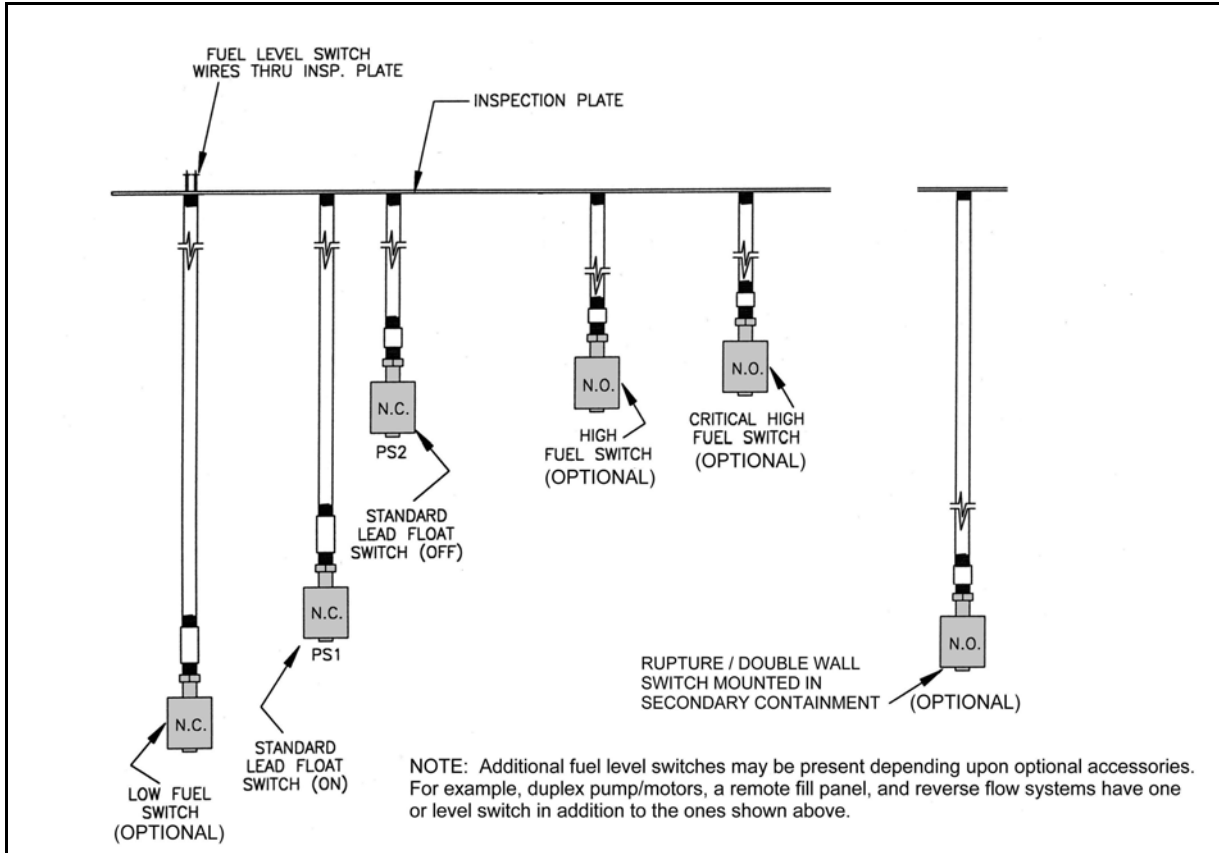 FUEL LEVEL SWITCH
WIRES THRU INSP. PLATE
INSPECTION PLATE
N.C.
LOW FUEL
SWITCH
(OPTIONAL)
N.C.
PS1
STANDARD
LEAD FLOAT
SWITCH (ON)
N.C.
PS2
STANDARD
LEAD FLOAT
SWITCH (OFF)
N.O.
HIGH
FUEL SWITCH
(OPTIONAL)
N.O.
CRITICAL HIGH
FUEL SWITCH
(OPTIONAL)
N.O.
RUPTURE / DOUBLE WALL
SWITCH MOUNTED IN
SECONDARY CONTAINMENT
(OPTIONAL)
NOTE: Additional fuel level switches may be present depending upon optional accessories.
For example, duplex pump/motors, a remote fill panel, and reverse flow systems have one
or level switch in addition to the ones shown above.